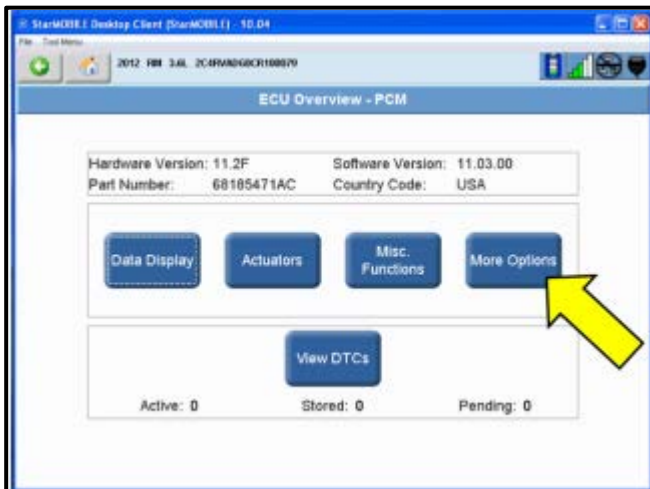 StarMOBILE Desktop Client (StarMOBILE) - 10.04
File Tool Menu
2012 RM 3.6L 2C4RVADG8CR100079
ECU Overview - PCM
Hardware Version: 11.2F Software Version: 11.03.00
Part Number: 68185471AC Country Code: USA
Data Display Actuators Misc. Functions More Options
View DTCs
Active: 0 Stored: 0 Pending: 0